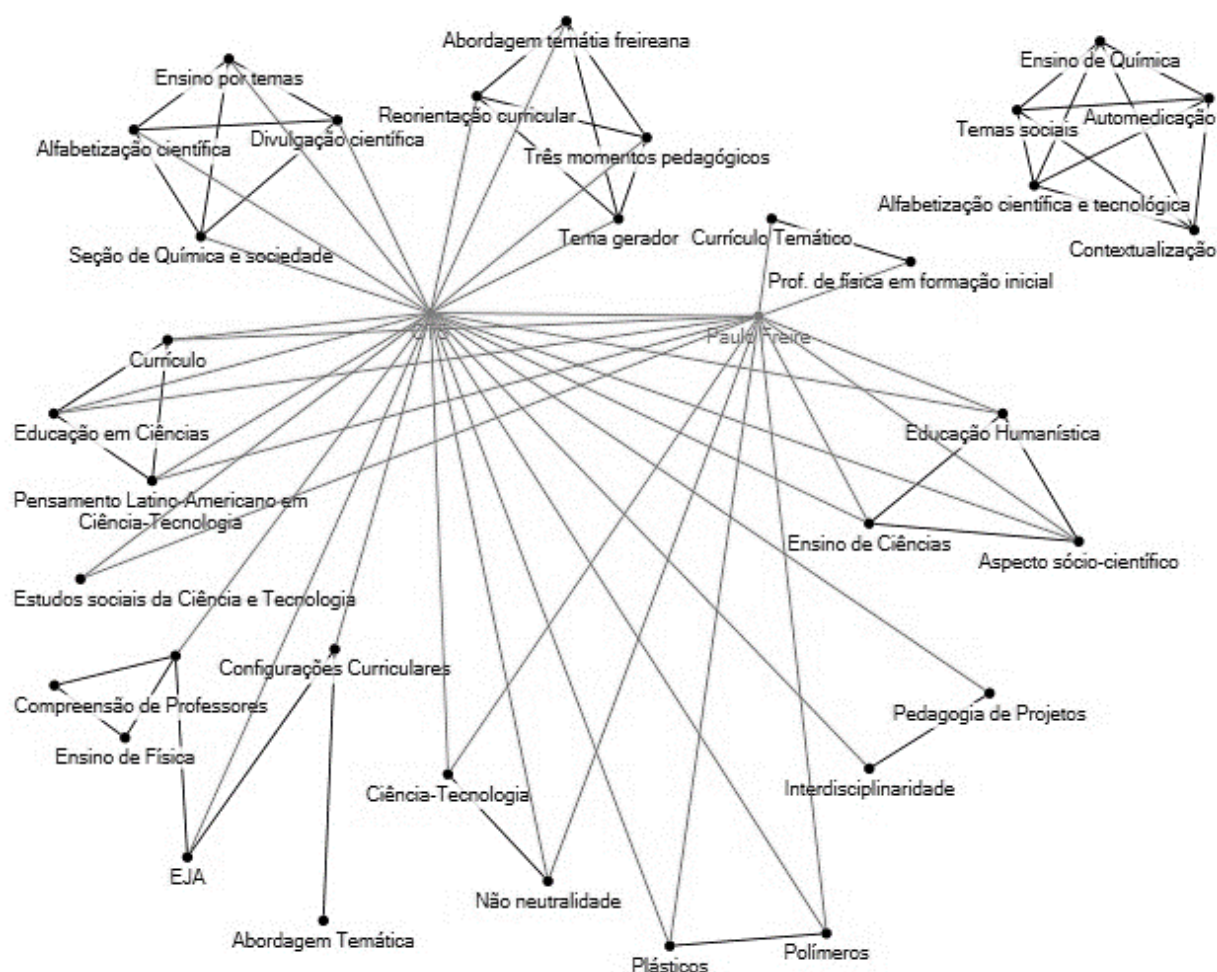 Abordagem temátia freireana
Ensino de Química
Ensino por temas
Reorientação curricular
Automedicação
Temas sociais
Divulgação científica
Alfabetização científica
Três momentos pedagógicos
Alfabetização científica e tecnológica
Tema gerador
Currículo Temático
Contextualização
Seção de Química e sociedade
Prof. de física em formação inicial
Paulo Freire
Currículo
Educação em Ciências
Educação Humanística
Pensamento Latino-Americano em
Ciência-Tecnologia
Ensino de Ciências
Aspecto sócio-científico
Estudos sociais da Ciência e Tecnologia
Configurações Curriculares
Compreensão de Professores
Pedagogia de Projetos
Ensino de Física
Interdisciplinaridade
Ciência-Tecnologia
EJA
Não neutralidade
Abordagem Temática
Polímeros
Plásticos